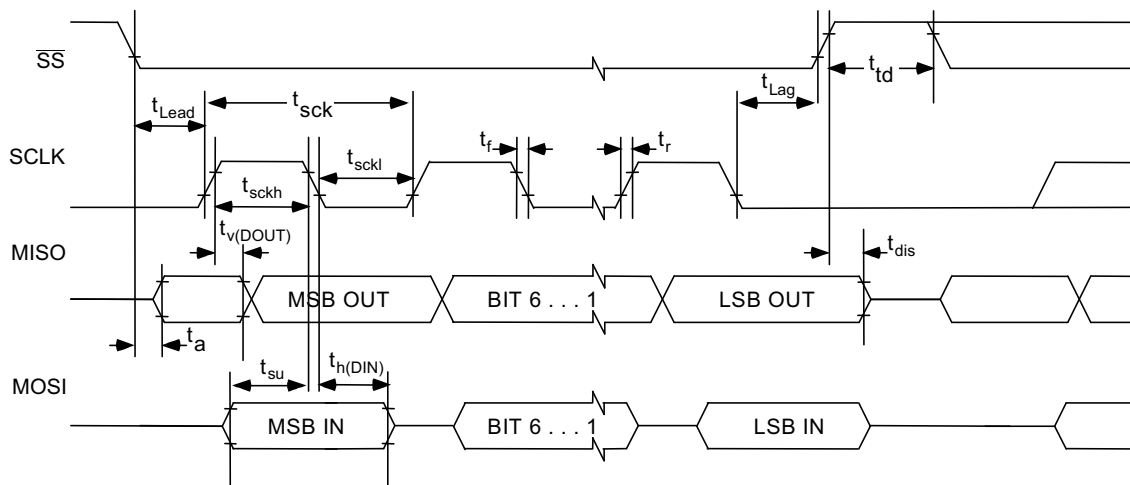 SS
t_td
t_Lead
t_sck
t_Lag
SCLK
t_f
t_r
t_sckl
t_sckh
t_v(DOUT)
MISO
t_dis
MSB OUT
BIT 6 . . . 1
LSB OUT
t_a
t_su
t_h(DIN)
MOSI
MSB IN
BIT 6 . . . 1
LSB IN